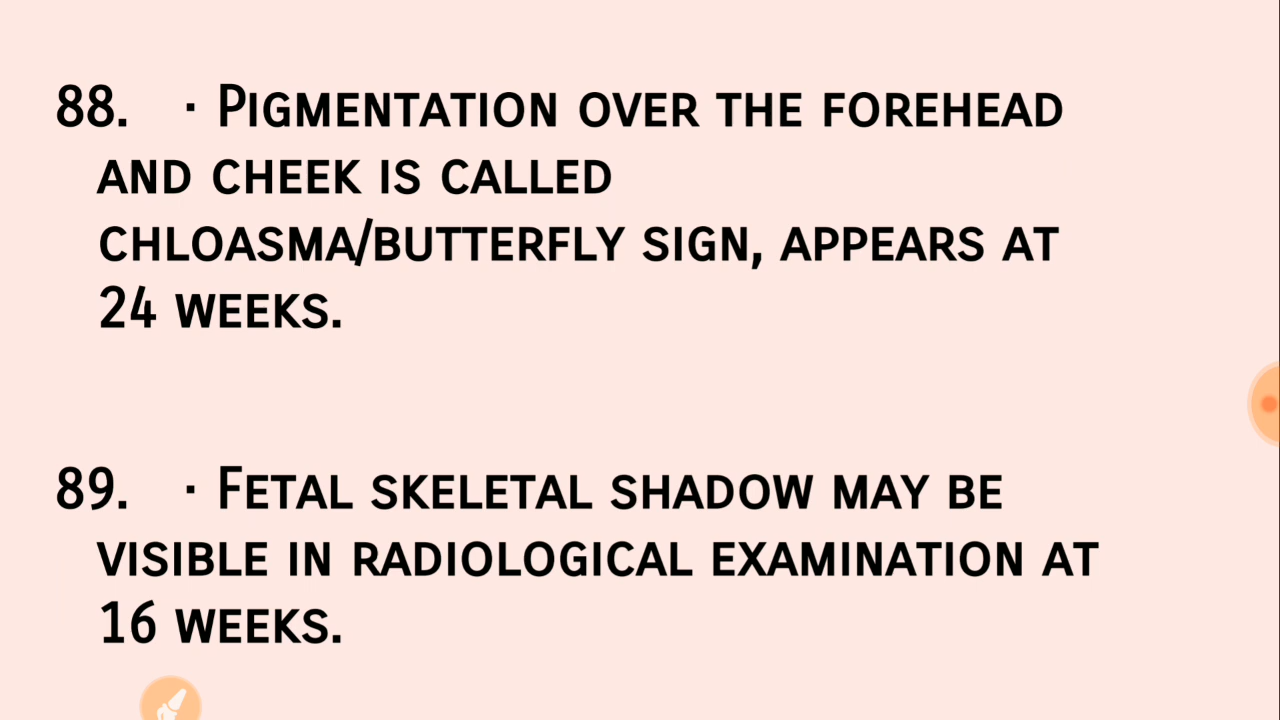 88. · Pigmentation over the forehead
and cheek is called
chloasma/butterfly sign, appears at
24 weeks.
89. · Fetal skeletal shadow may be
visible in radiological examination at
16 weeks.